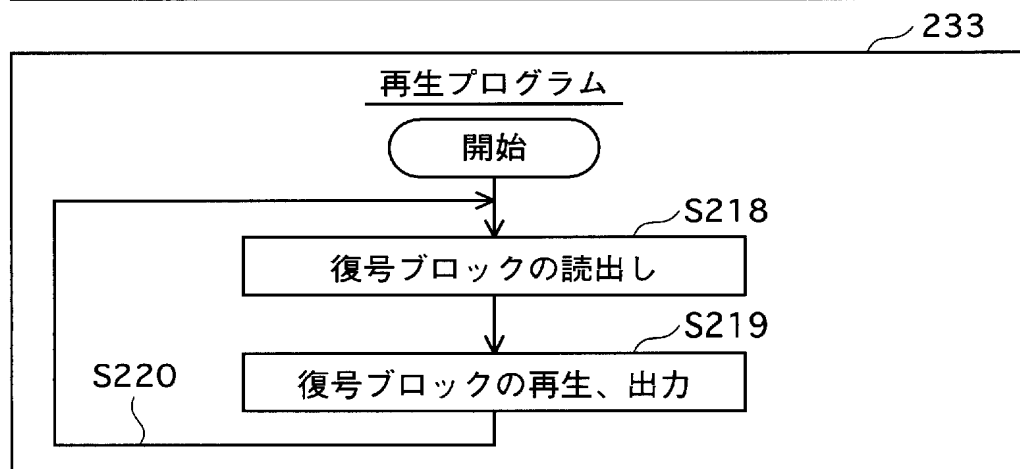 233
再生プログラム
開始
S218
復号ブロックの読出し
S219
復号ブロックの再生、出力
S220